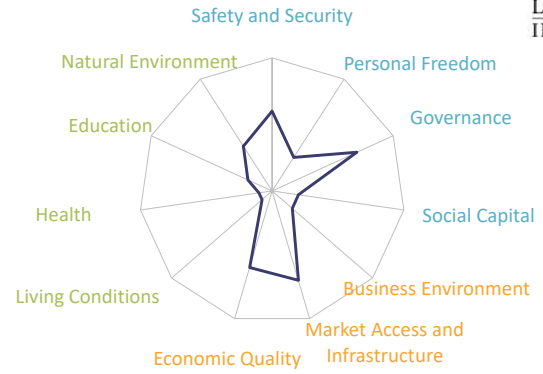 Safety and Security
Natural Environment
Personal Freedom
Education
Governance
Health
Social Capital
Living Conditions
Business Environment
Market Access and
Infrastructure
Economic Quality